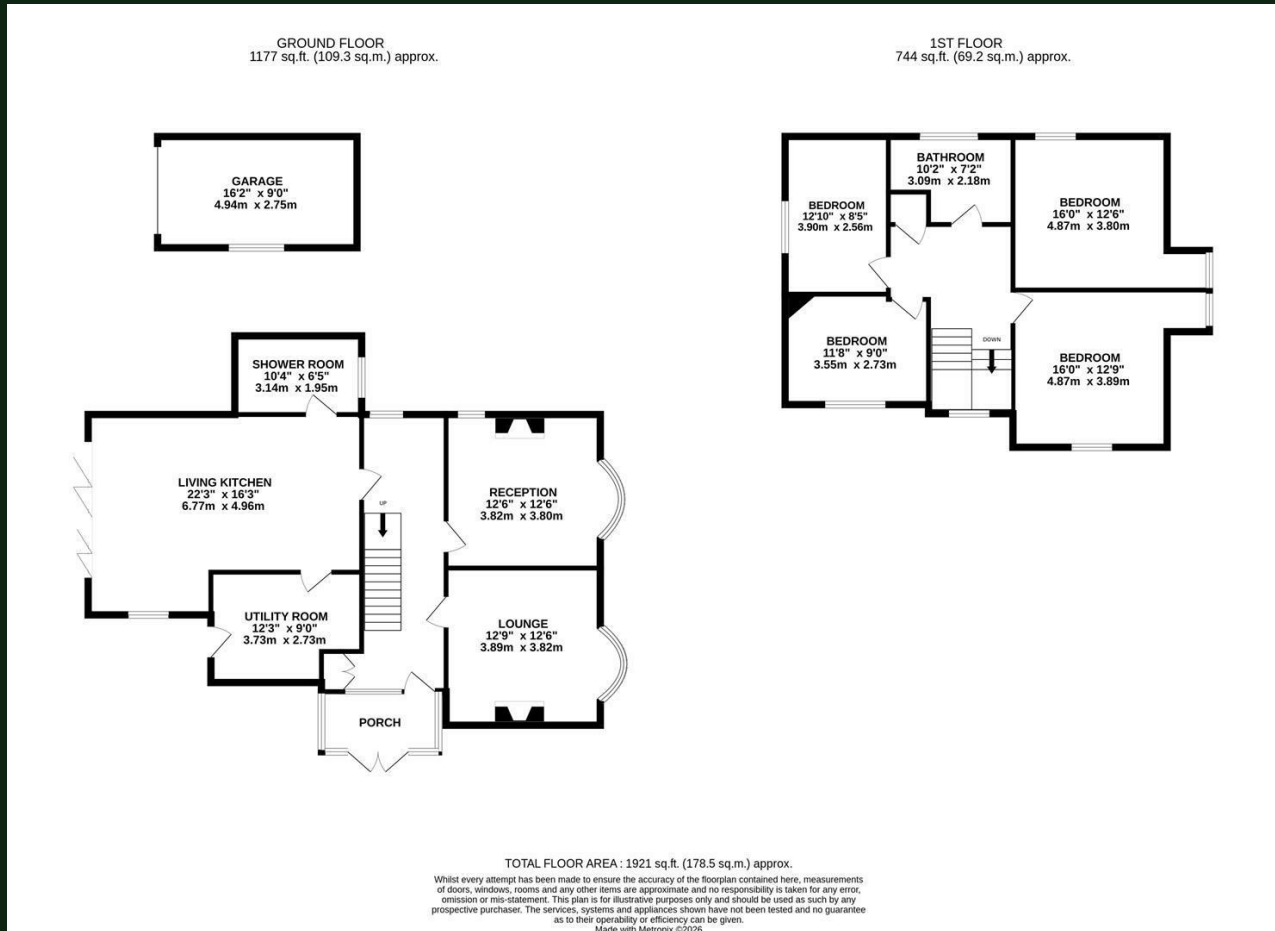 GROUND FLOOR
1177 sq.ft. (109.3 sq.m.) approx.
1ST FLOOR
744 sq.ft. (69.2 sq.m.) approx.
GARAGE
16'2" x 9'0"
4.94m x 2.75m
SHOWER ROOM
10'4" x 6'5"
3.14m x 1.95m
LIVING KITCHEN
22'3" x 16'3"
6.77m x 4.96m
UP
RECEPTION
12'6" x 12'6"
3.82m x 3.80m
UTILITY ROOM
12'3" x 9'0"
3.73m x 2.73m
LOUNGE
12'9" x 12'6"
3.89m x 3.82m
PORCH
BATHROOM
10'2" x 7'2"
3.09m x 2.18m
BEDROOM
12'10" x 8'5"
3.90m x 2.56m
BEDROOM
16'0" x 12'6"
4.87m x 3.80m
BEDROOM
11'8" x 9'0"
3.55m x 2.73m
DOWN
BEDROOM
16'0" x 12'9"
4.87m x 3.89m
TOTAL FLOOR AREA : 1921 sq.ft. (178.5 sq.m.) approx.
Whilst every attempt has been made to ensure the accuracy of the floorplan contained here, measurements
of doors, windows, rooms and any other items are approximate and no responsibility is taken for any error,
omission or mis-statement. This plan is for illustrative purposes only and should be used as such by any
prospective purchaser. The services, systems and appliances shown have not been tested and no guarantee
as to their operability or efficiency can be given.
Made with Metropix ©2026